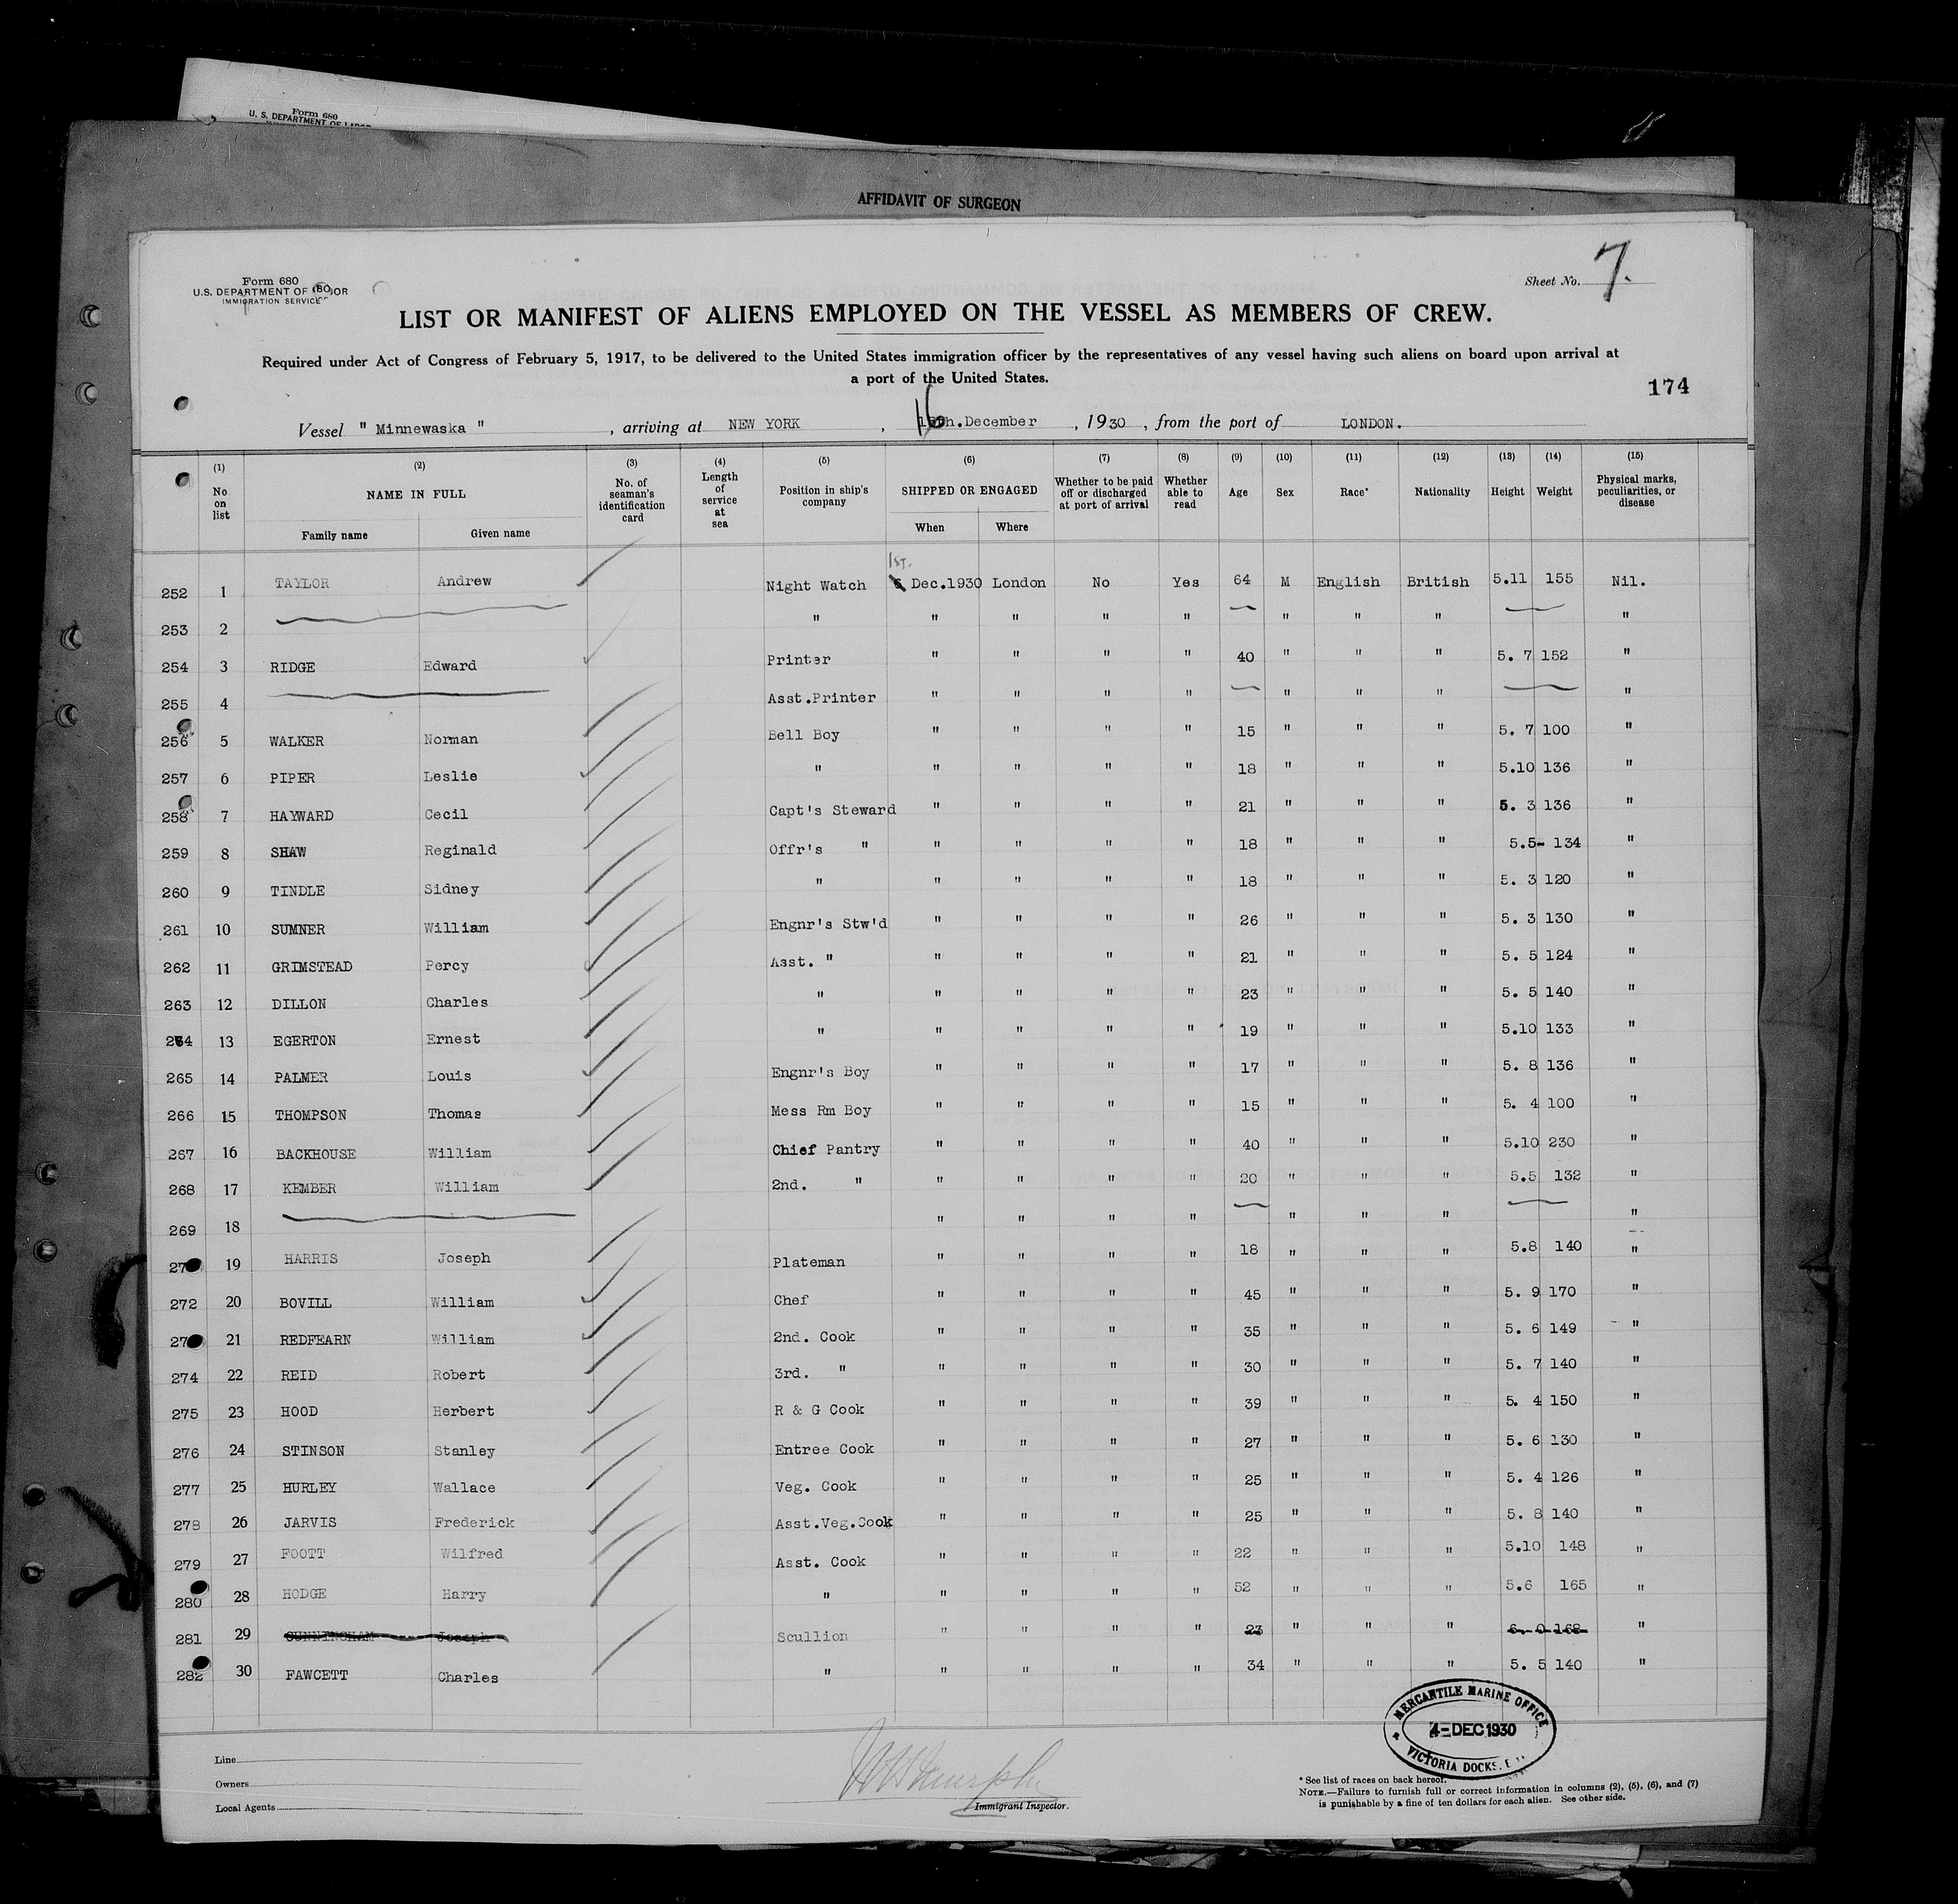 Form 680
U. S. DEPARTMENT OF LABOR
AFFIDAVIT OF SURGEON
Form 680
U.S. DEPARTMENT OF LABOR
IMMIGRATION SERVICE
Sheet No. 7.
LIST OR MANIFEST OF ALIENS EMPLOYED ON THE VESSEL AS MEMBERS OF CREW.
Required under Act of Congress of February 5, 1917, to be delivered to the United States immigration officer by the representatives of any vessel having such aliens on board upon arrival at
a port of the United States.
174
Vessel " Minnewaska " , arriving at NEW YORK , 16th.December , 1930 , from the port of LONDON.
(1) No on list (2) NAME IN FULL Family name Given name (3) No. of seaman's identification card (4) Length of service at sea (5) Position in ship's company (6) SHIPPED OR ENGAGED When Where (7) Whether to be paid off or discharged at port of arrival (8) Whether able to read (9) Age (10) Sex (11) Race* (12) Nationality (13) Height (14) Weight (15) Physical marks, peculiarities, or disease
1st.
252 1 TAYLOR Andrew Night Watch Dec.1930 London No Yes 64 M English British 5.11 155 Nil.
253 2 " " " " " " " " "
254 3 RIDGE Edward Printer " " " " 40 " " " 5. 7 152 "
255 4 Asst.Printer " " " " " " " "
256 5 WALKER Norman Bell Boy " " " " 15 " " " 5. 7 100 "
257 6 PIPER Leslie " " " " " 18 " " " 5.10 136 "
258 7 HAYWARD Cecil Capt's Steward " " " " 21 " " " 5. 3 136 "
259 8 SHAW Reginald Offr's " " " " " 18 " " " 5.5- 134 "
260 9 TINDLE Sidney " " " " " 18 " " " 5. 3 120 "
261 10 SUMNER William Engnr's Stw'd " " " " 26 " " " 5. 3 130 "
262 11 GRIMSTEAD Percy Asst. " " " " " 21 " " " 5. 5 124 "
263 12 DILLON Charles " " " " " 23 " " " 5. 5 140 "
264 13 EGERTON Ernest " " " " " 19 " " " 5.10 133 "
265 14 PALMER Louis Engnr's Boy " " " " 17 " " " 5. 8 136 "
266 15 THOMPSON Thomas Mess Rm Boy " " " " 15 " " " 5. 4 100 "
267 16 BACKHOUSE William Chief Pantry " " " " 40 " " " 5.10 230 "
268 17 KEMBER William 2nd. " " " " " 20 " " " 5.5 132 "
269 18 " " " " " " " "
19 HARRIS Joseph Plateman " " " " 18 " " " 5.8 140 "
272 20 BOVILL William Chef " " " " 45 " " " 5. 9 170 "
21 REDFEARN William 2nd. Cook " " " " 35 " " " 5. 6 149 "
274 22 REID Robert 3rd. " " " " " 30 " " " 5. 7 140 "
275 23 HOOD Herbert R & G Cook " " " " 39 " " " 5. 4 150 "
276 24 STINSON Stanley Entree Cook " " " " 27 " " " 5. 6 130 "
277 25 HURLEY Wallace Veg. Cook " " " " 25 " " " 5. 4 126 "
278 26 JARVIS Frederick Asst.Veg.Cook " " " " 25 " " " 5. 8 140 "
279 27 FOOTT Wilfred Asst. Cook " " " " 22 " " " 5.10 148 "
280 28 HODGE Harry " " " " " 52 " " " 5.6 165 "
281 29 CUNNINGHAM Joseph Scullion " " " " 23 " " " 6. 0 168 "
282 30 FAWCETT Charles " " " " " 34 " " " 5. 5 140 "
MERCANTILE MARINE OFFICE
4-DEC 1930
VICTORIA DOCKS. E
Line
Owners
Local Agents
Immigrant Inspector.
* See list of races on back hereof.
NOTE.—Failure to furnish full or correct information in columns (2), (5), (6), and (7)
is punishable by a fine of ten dollars for each alien. See other side.